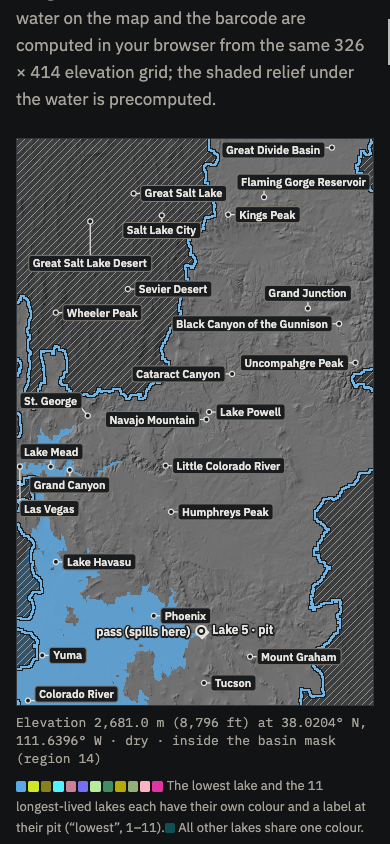 water on the map and the barcode are
computed in your browser from the same 326
× 414 elevation grid; the shaded relief under
the water is precomputed.
Great Divide Basin
Flaming Gorge Reservoir
Great Salt Lake
Kings Peak
Salt Lake City
Great Salt Lake Desert
Sevier Desert
Grand Junction
Wheeler Peak
Black Canyon of the Gunnison
Uncompahgre Peak
Cataract Canyon
St. George
Lake Powell
Navajo Mountain
Lake Mead
Little Colorado River
Grand Canyon
Las Vegas
Humphreys Peak
Lake Havasu
Phoenix
pass (spills here)
Lake 5 · pit
Yuma
Mount Graham
Tucson
Colorado River
Elevation 2,681.0 m (8,796 ft) at 38.0204° N,
111.6396° W · dry · inside the basin mask
(region 14)
The lowest lake and the 11
longest-lived lakes each have their own colour and a label at
their pit (“lowest”, 1–11). All other lakes share one colour.